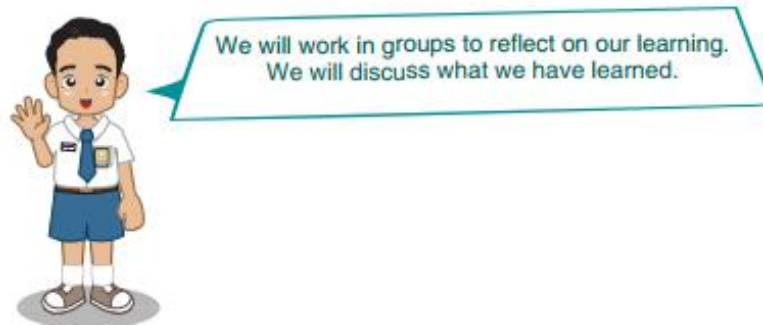 We will work in groups to reflect on our learning.
We will discuss what we have learned.